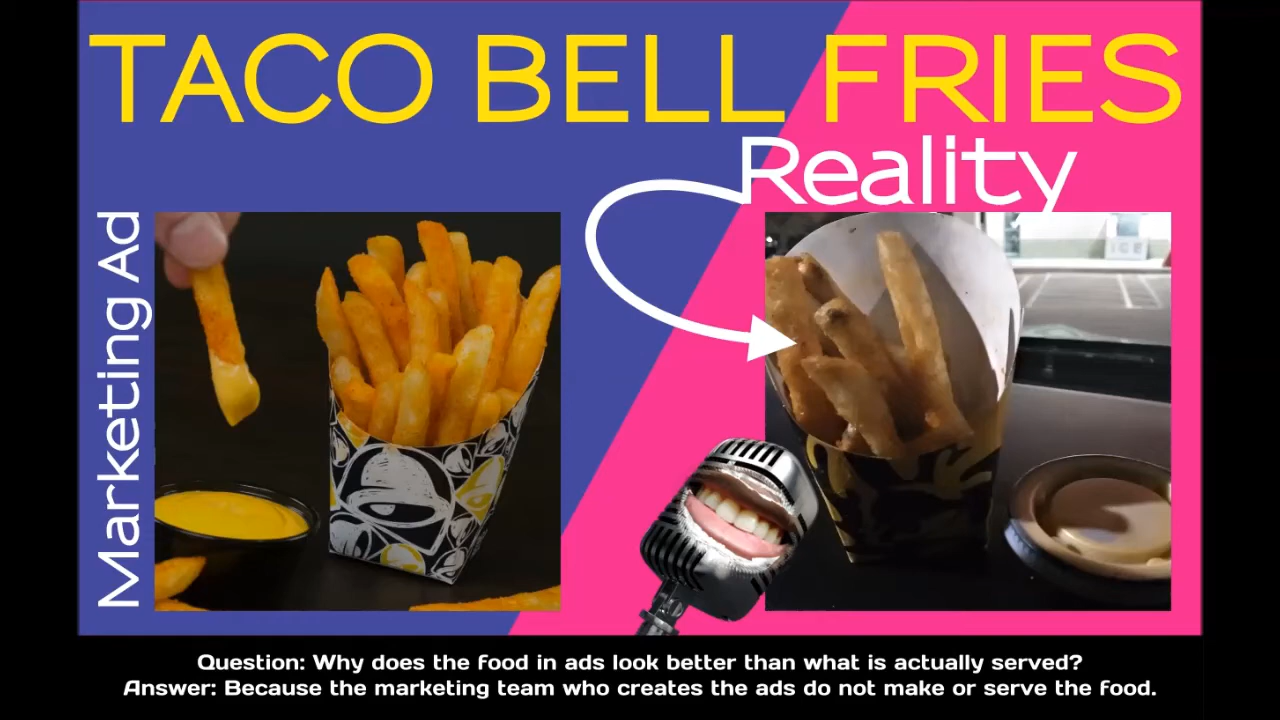 TACO BELL FRIES
Reality
Marketing Ad
ICE
Question: Why does the food in ads look better than what is actually served?
Answer: Because the marketing team who creates the ads do not make or serve the food.